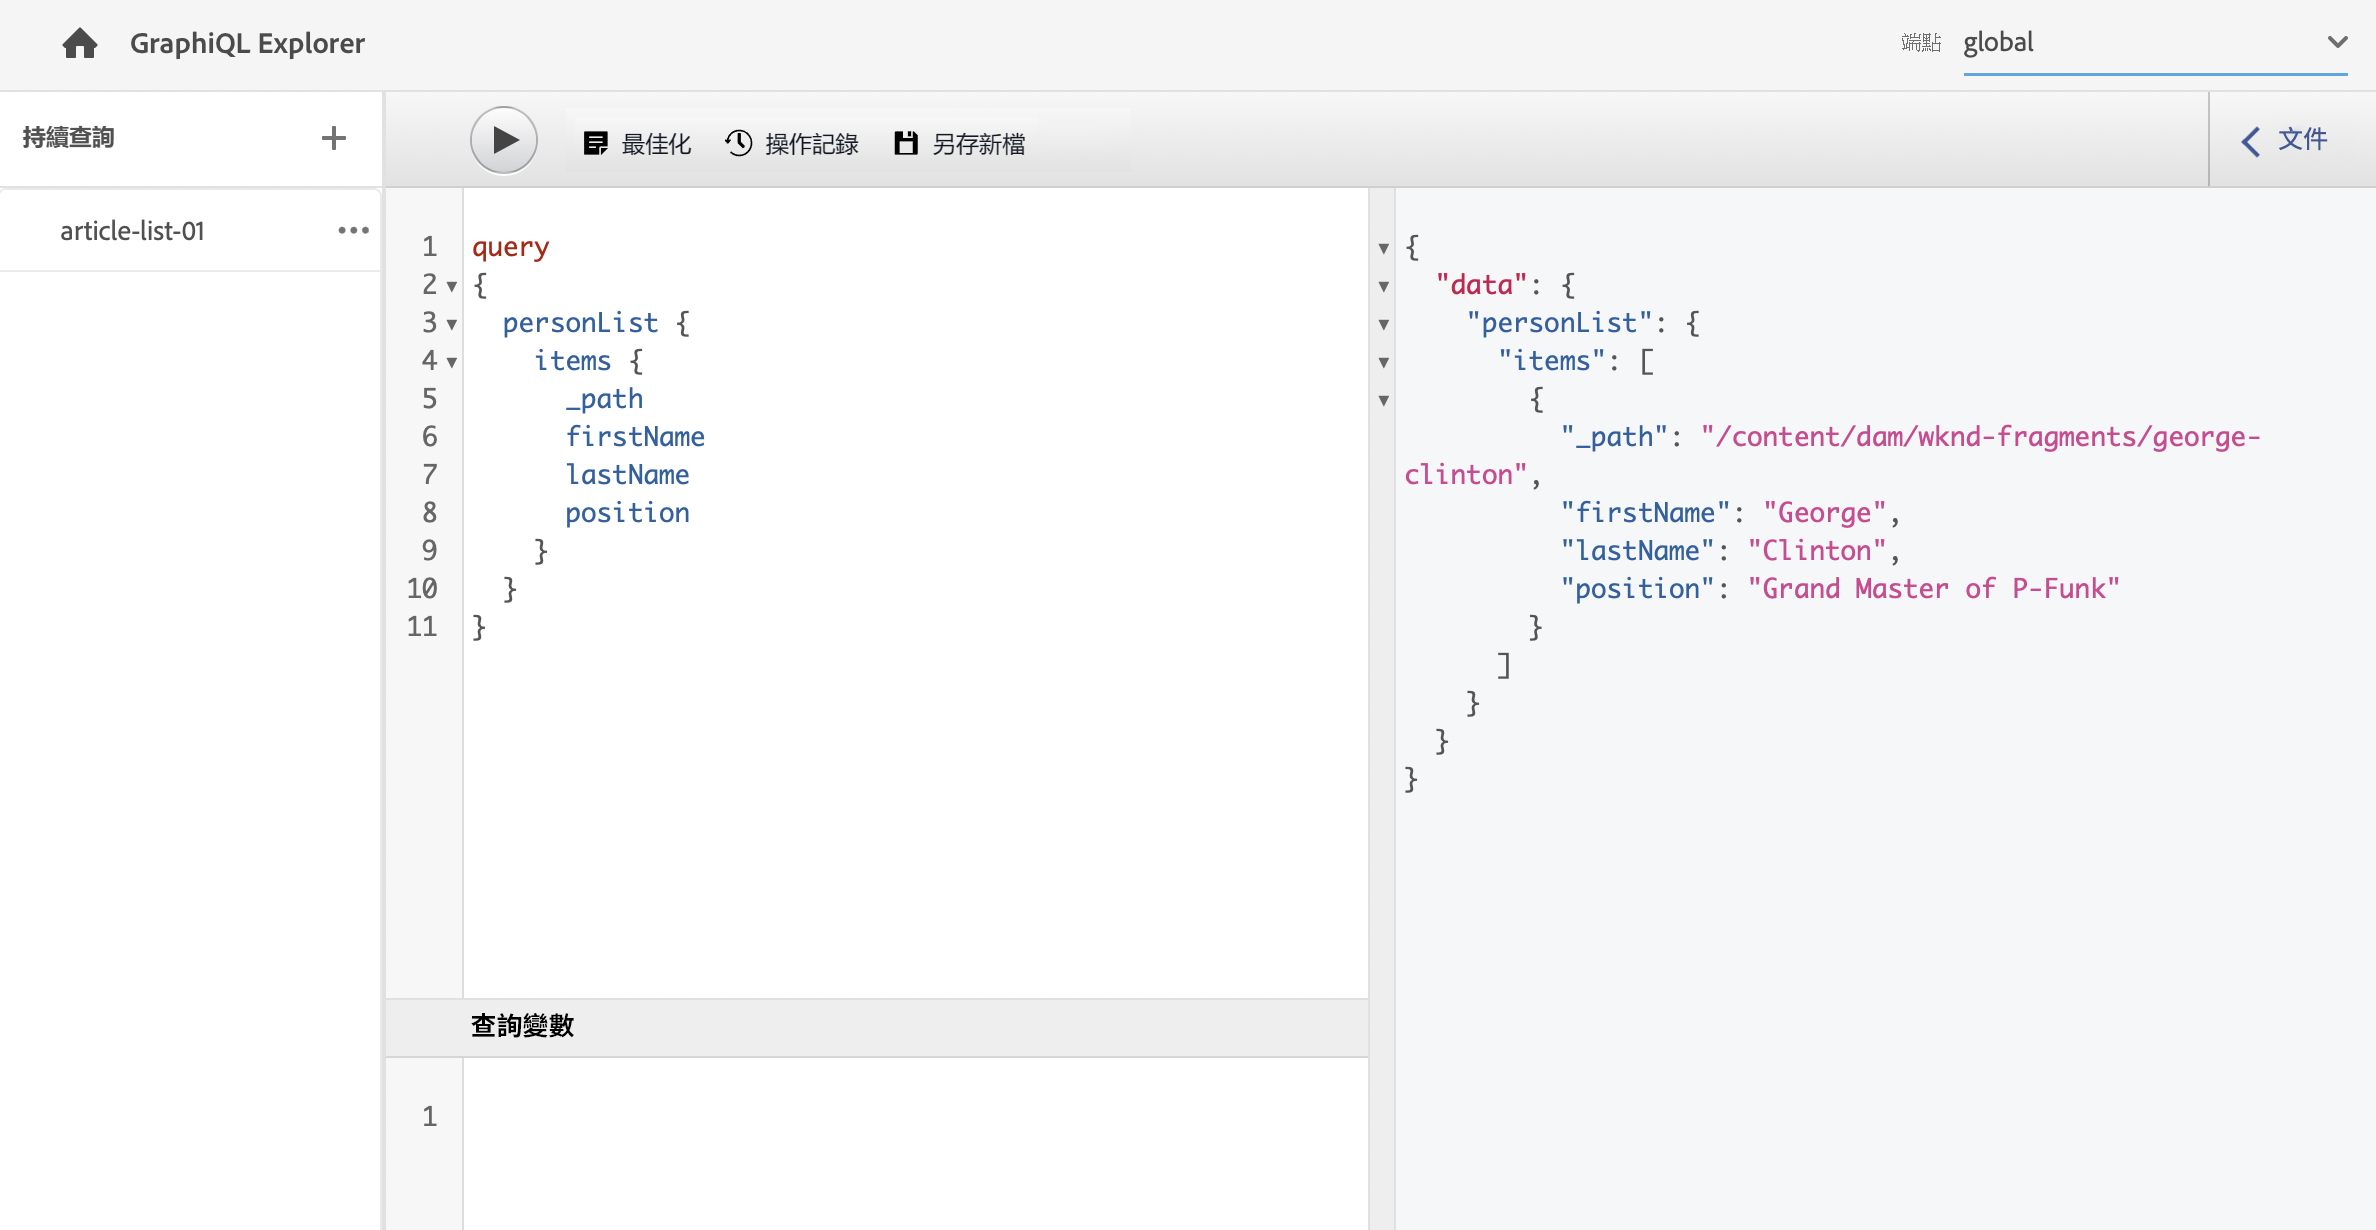 GraphiQL Explorer
端點 global
持續查詢 +
最佳化 操作記錄 另存新檔
文件
article-list-01
1 query
2 {
3 personList {
4 items {
5 _path
6 firstName
7 lastName
8 position
9 }
10 }
11 }
查詢變數
1
{
"data": {
"personList": {
"items": [
{
"_path": "/content/dam/wknd-fragments/george-
clinton",
"firstName": "George",
"lastName": "Clinton",
"position": "Grand Master of P-Funk"
}
]
}
}
}